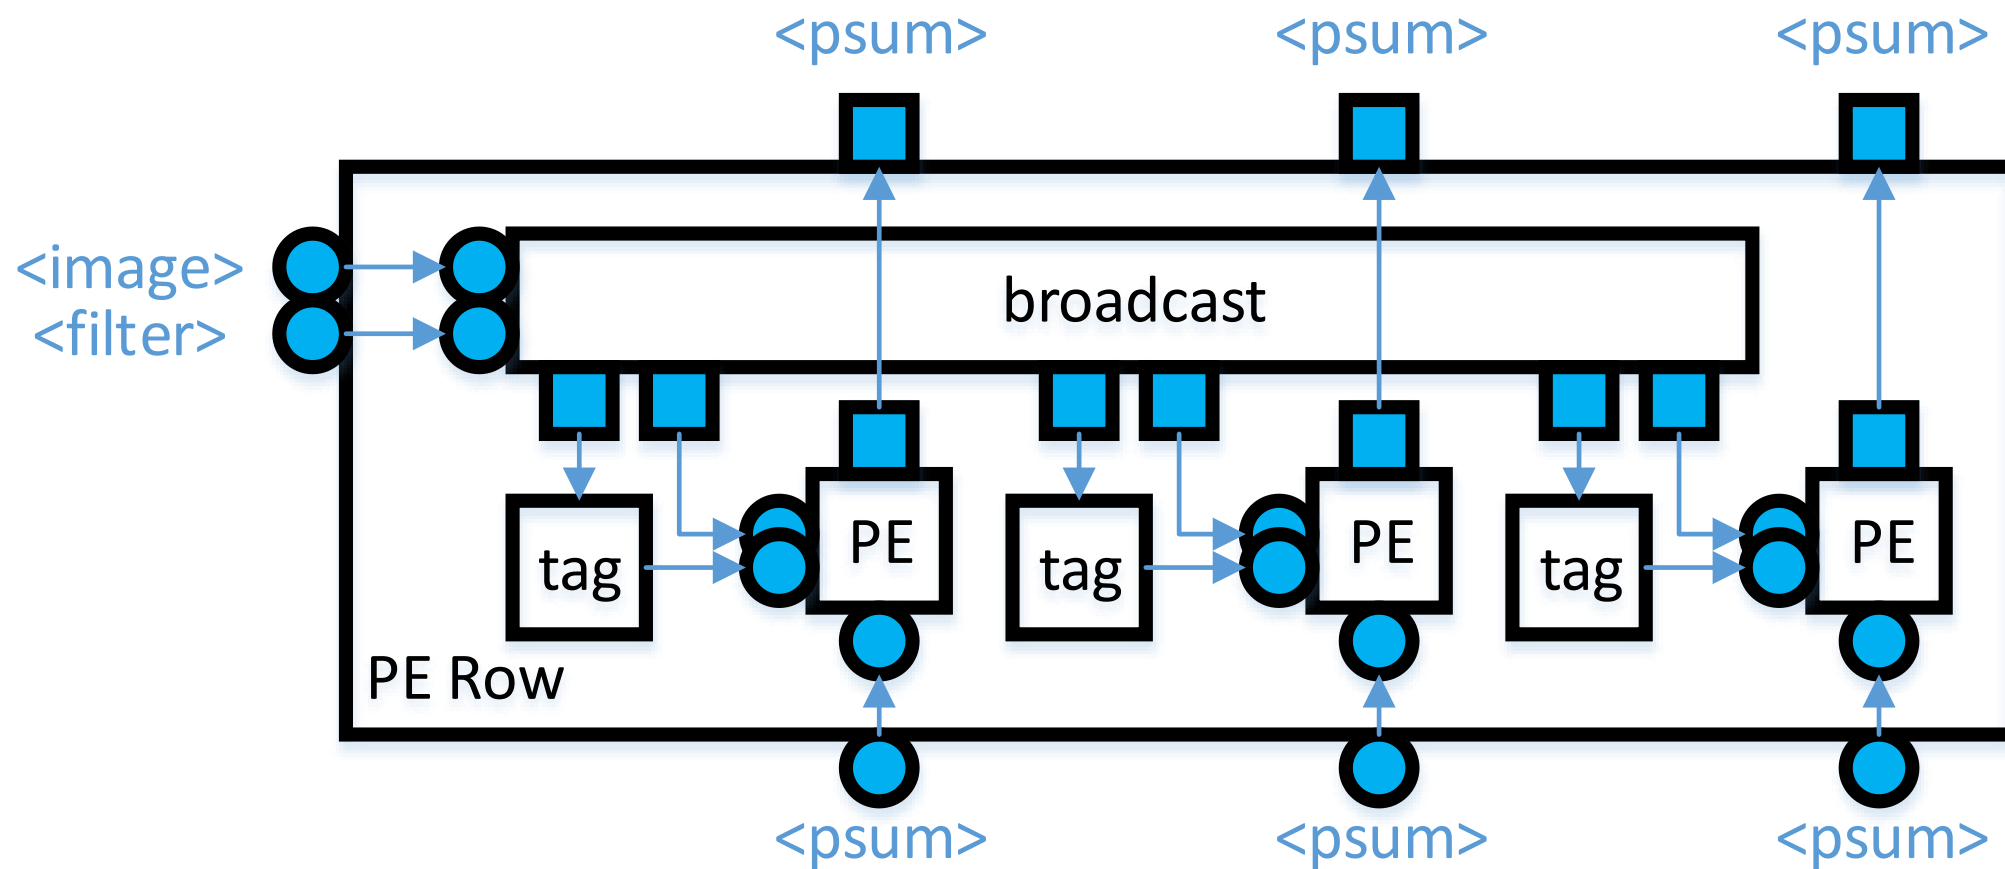 <psum> <psum> <psum>
<image>
<filter>
broadcast
PE PE PE
tag tag tag
PE Row
<psum> <psum> <psum>